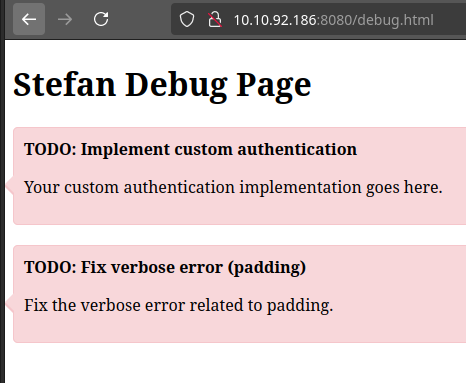 10.10.92.186:8080/debug.html
Stefan Debug Page
TODO: Implement custom authentication
Your custom authentication implementation goes here.
TODO: Fix verbose error (padding)
Fix the verbose error related to padding.